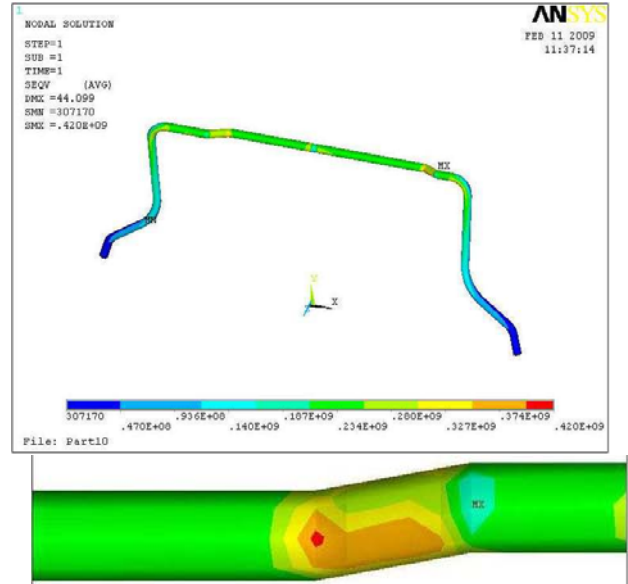 1
NODAL SOLUTION
STEP=1
SUB =1
TIME=1
SEQV (AVG)
DMX =44.099
SMN =307170
SMX =.420E+09
ANSYS
FEB 11 2009
11:37:14
MX
MN
Y
X
307170 .936E+08 .187E+09 .280E+09 .374E+09
.470E+08 .140E+09 .234E+09 .327E+09 .420E+09
File: Part10
MX